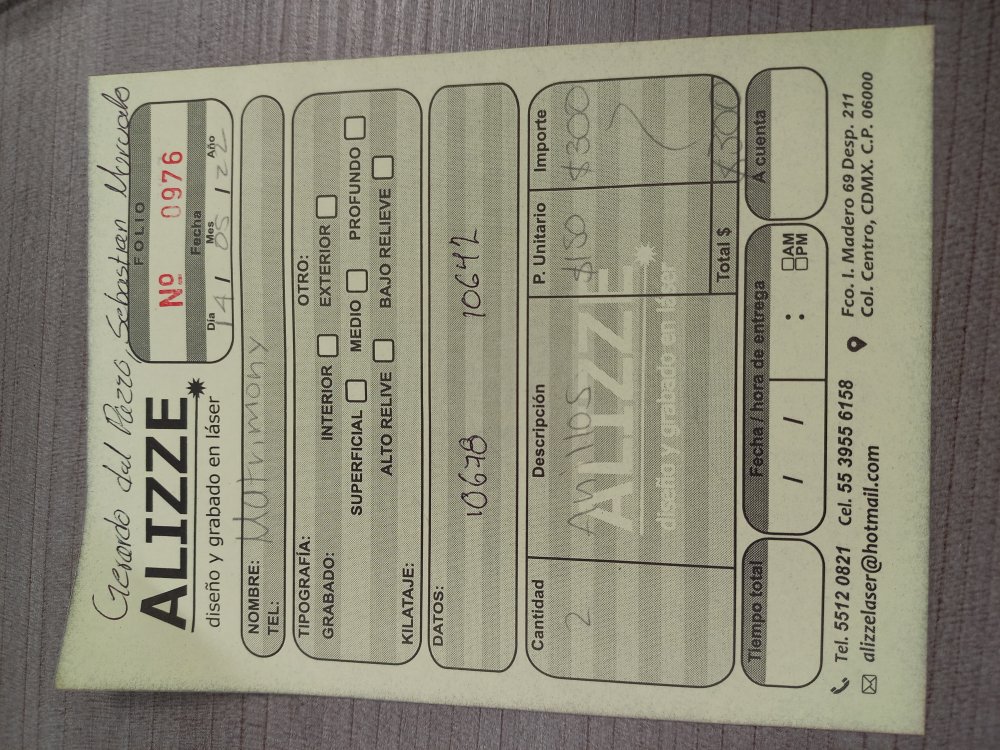 Gerardo dal Pozzo, Sebastian Mercado
ALIZZE
diseño y grabado en láser
FOLIO
Nº 0976
Fecha
Día Mes Año
14 / 05 / 22
NOMBRE: Matrimony
TEL:
TIPOGRAFÍA: OTRO:
GRABADO: INTERIOR EXTERIOR
SUPERFICIAL MEDIO PROFUNDO
ALTO RELIVE BAJO RELIEVE
KILATAJE:
DATOS:
10678 10642
Cantidad Descripción P. Unitario Importe
2 Anillos $180 $300
ALIZZE
diseño y grabado en láser
Total $ $300
Tiempo total Fecha / hora de entrega A cuenta
/ / : AM
PM
Tel. 5512 0821 Cel. 55 3955 6158 Fco. I. Madero 69 Desp. 211
alizzelaser@hotmail.com Col. Centro, CDMX. C.P. 06000